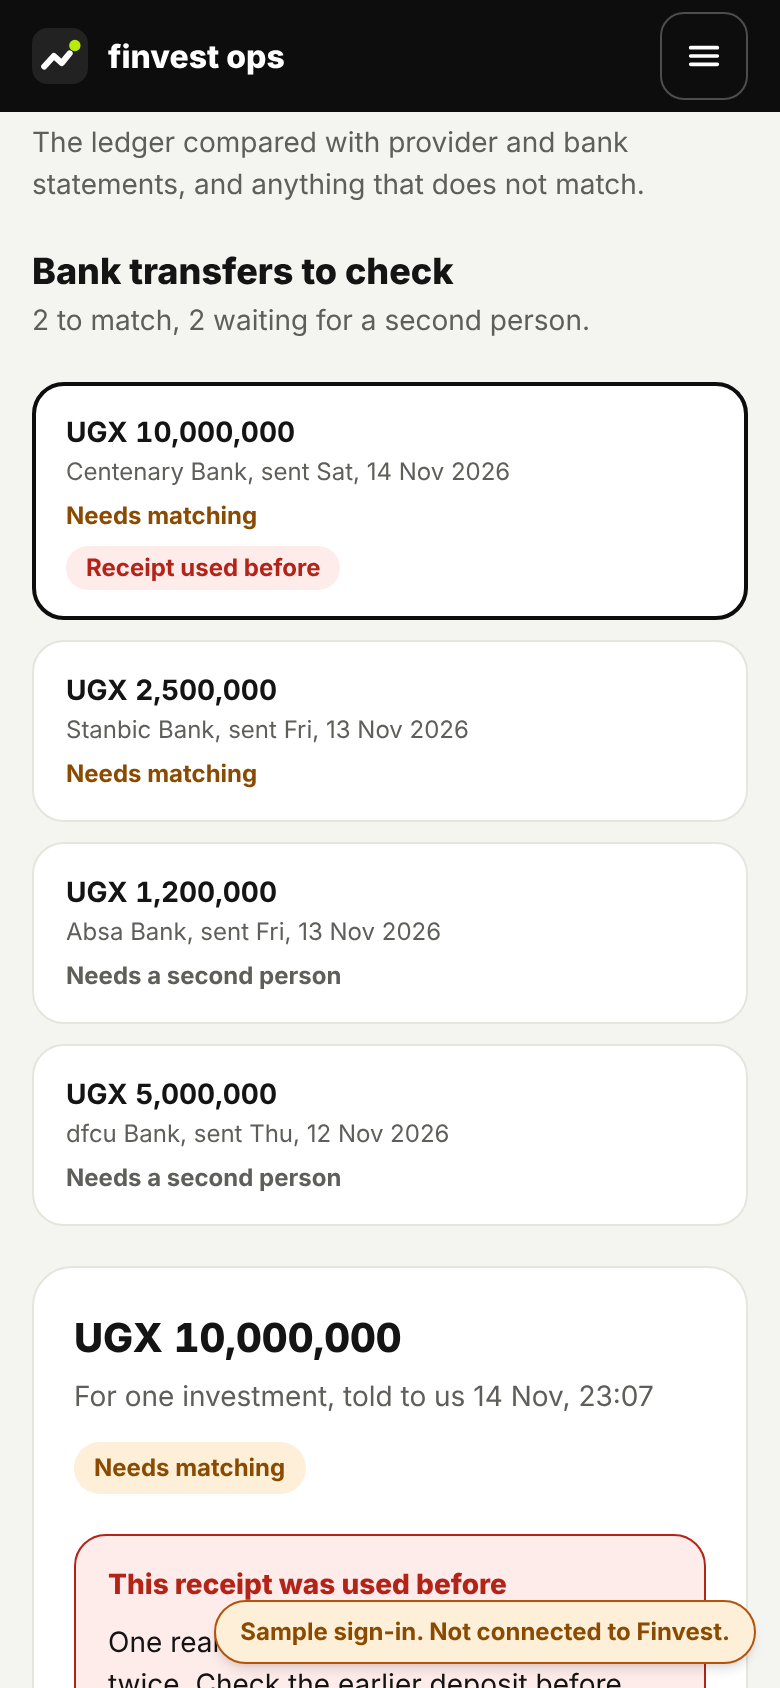 finvest ops
The ledger compared with provider and bank
statements, and anything that does not match.
Bank transfers to check
2 to match, 2 waiting for a second person.
UGX 10,000,000
Centenary Bank, sent Sat, 14 Nov 2026
Needs matching
Receipt used before
UGX 2,500,000
Stanbic Bank, sent Fri, 13 Nov 2026
Needs matching
UGX 1,200,000
Absa Bank, sent Fri, 13 Nov 2026
Needs a second person
UGX 5,000,000
dfcu Bank, sent Thu, 12 Nov 2026
Needs a second person
UGX 10,000,000
For one investment, told to us 14 Nov, 23:07
Needs matching
This receipt was used before
One
Sample sign-in. Not connected to Finvest.
twice. Check the earlier deposit before